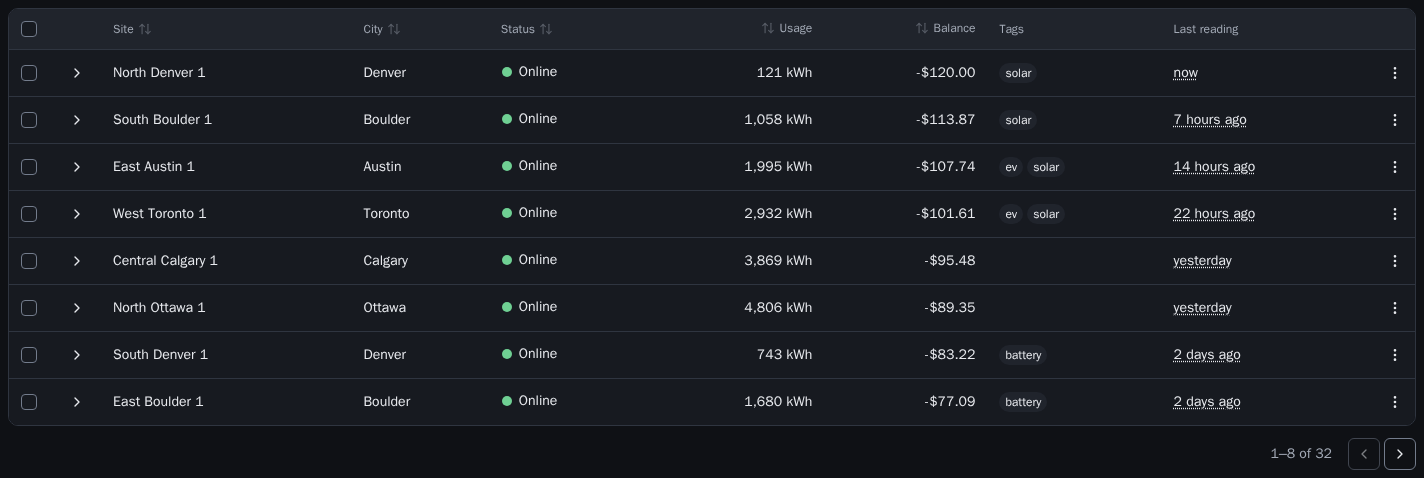 Site City Status Usage Balance Tags Last reading
North Denver 1 Denver Online 121 kWh -$120.00 solar now
South Boulder 1 Boulder Online 1,058 kWh -$113.87 solar 7 hours ago
East Austin 1 Austin Online 1,995 kWh -$107.74 ev solar 14 hours ago
West Toronto 1 Toronto Online 2,932 kWh -$101.61 ev solar 22 hours ago
Central Calgary 1 Calgary Online 3,869 kWh -$95.48 yesterday
North Ottawa 1 Ottawa Online 4,806 kWh -$89.35 yesterday
South Denver 1 Denver Online 743 kWh -$83.22 battery 2 days ago
East Boulder 1 Boulder Online 1,680 kWh -$77.09 battery 2 days ago
1–8 of 32